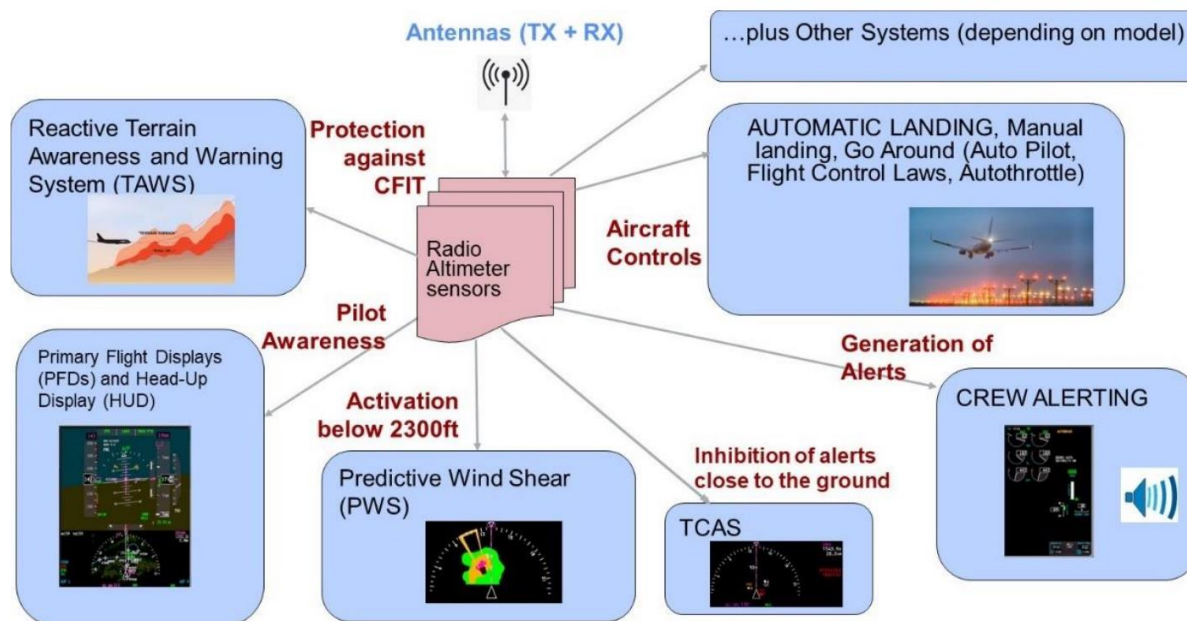 Antennas (TX + RX)
…plus Other Systems (depending on model)
Reactive Terrain
Awareness and Warning
System (TAWS)
Protection
against
CFIT
AUTOMATIC LANDING, Manual
landing, Go Around (Auto Pilot,
Flight Control Laws, Autothrottle)
Radio
Altimeter
sensors
Aircraft
Controls
Pilot
Awareness
Primary Flight Displays
(PFDs) and Head-Up
Display (HUD)
Activation
below 2300ft
Predictive Wind Shear
(PWS)
Inhibition of alerts
close to the ground
TCAS
Generation of
Alerts
CREW ALERTING